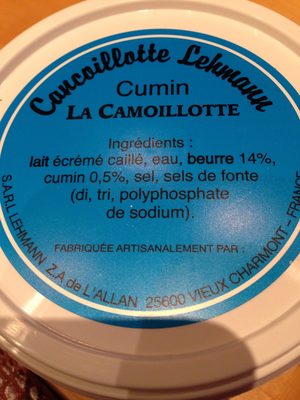 Cancoillotte Lehmann
Cumin
LA CAMOILLOTTE
Ingrédients :
lait écrémé caillé, eau, beurre 14%,
cumin 0,5%, sel, sels de fonte
(di, tri, polyphosphate
de sodium).
FABRIQUÉE ARTISANALEMENT PAR :
S.A.R.L LEHMANN Z.A de L'ALLAN 25600 VIEUX CHARMONT - FRANCE